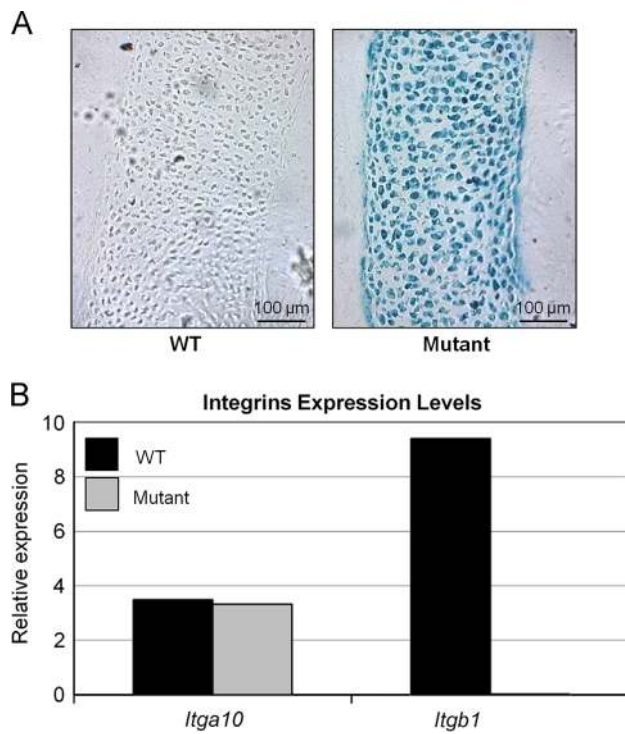 A
100 µm
100 µm
WT
Mutant
B
Integrins Expression Levels
10
8
6
4
2
0
Relative expression
WT
Mutant
Itga10
Itgb1